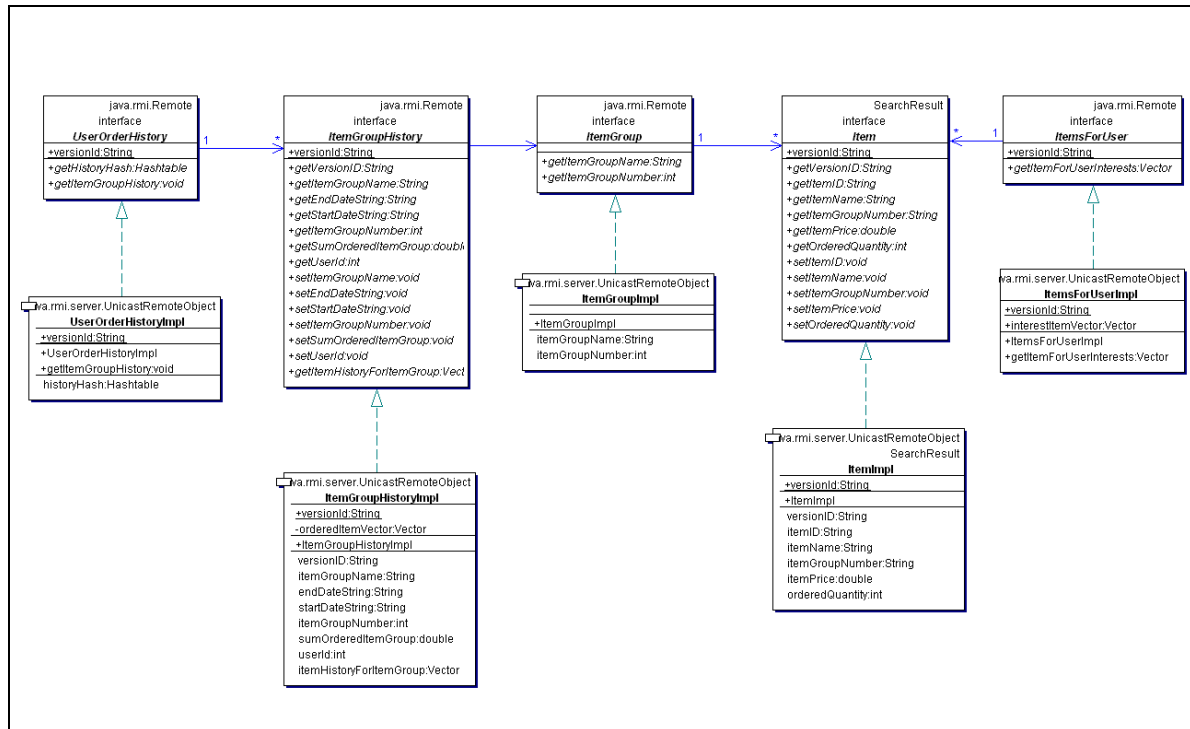 java.rmi.Remote
interface
UserOrderHistory
+versionId:String
+getHistoryHash:Hashtable
+getItemGroupHistory:void
1
*
java.rmi.Remote
interface
ItemGroupHistory
+versionId:String
+getVersionID:String
+getItemGroupName:String
+getEndDateString:String
+getStartDateString:String
+getItemGroupNumber:int
+getSumOrderedItemGroup:doubl
+getUserId:int
+setItemGroupName:void
+setEndDateString:void
+setStartDateString:void
+setItemGroupNumber:void
+setSumOrderedItemGroup:void
+setUserId:void
+getItemHistoryForItemGroup:Vect
java.rmi.Remote
interface
ItemGroup
+getItemGroupName:String
+getItemGroupNumber:int
1
*
SearchResult
interface
Item
+versionId:String
+getVersionID:String
+getItemID:String
+getItemName:String
+getItemGroupNumber:String
+getItemPrice:double
+getOrderedQuantity:int
+setItemID:void
+setItemName:void
+setItemGroupNumber:void
+setItemPrice:void
+setOrderedQuantity:void
*
1
java.rmi.Remote
interface
ItemsForUser
+versionId:String
+getItemForUserInterests:Vector
va.rmi.server.UnicastRemoteObject
UserOrderHistoryImpl
+versionId:String
+UserOrderHistoryImpl
+getItemGroupHistory:void
historyHash:Hashtable
va.rmi.server.UnicastRemoteObject
ItemGroupHistoryImpl
+versionId:String
-orderedItemVector:Vector
+ItemGroupHistoryImpl
versionID:String
itemGroupName:String
endDateString:String
startDateString:String
itemGroupNumber:int
sumOrderedItemGroup:double
userId:int
itemHistoryForItemGroup:Vector
va.rmi.server.UnicastRemoteObject
ItemGroupImpl
+ItemGroupImpl
itemGroupName:String
itemGroupNumber:int
va.rmi.server.UnicastRemoteObject
SearchResult
ItemImpl
+versionId:String
+ItemImpl
versionID:String
itemID:String
itemName:String
itemGroupNumber:String
itemPrice:double
orderedQuantity:int
va.rmi.server.UnicastRemoteObject
ItemsForUserImpl
+versionId:String
+interestItemVector:Vector
+ItemsForUserImpl
+getItemForUserInterests:Vector